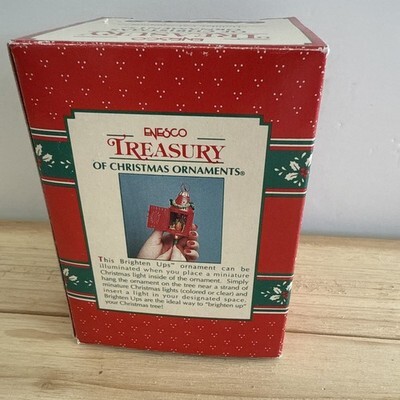 ENESCO
TREASURY
OF CHRISTMAS ORNAMENTS®
This Brighten Ups™ ornament can be
illuminated when you place a miniature
Christmas light inside of the ornament. Simply
hang the ornament on the tree near a strand of
miniature Christmas lights (colored or clear) and
insert a light in your designated space.
Brighten Ups are the ideal way to "brighten up"
your Christmas tree!